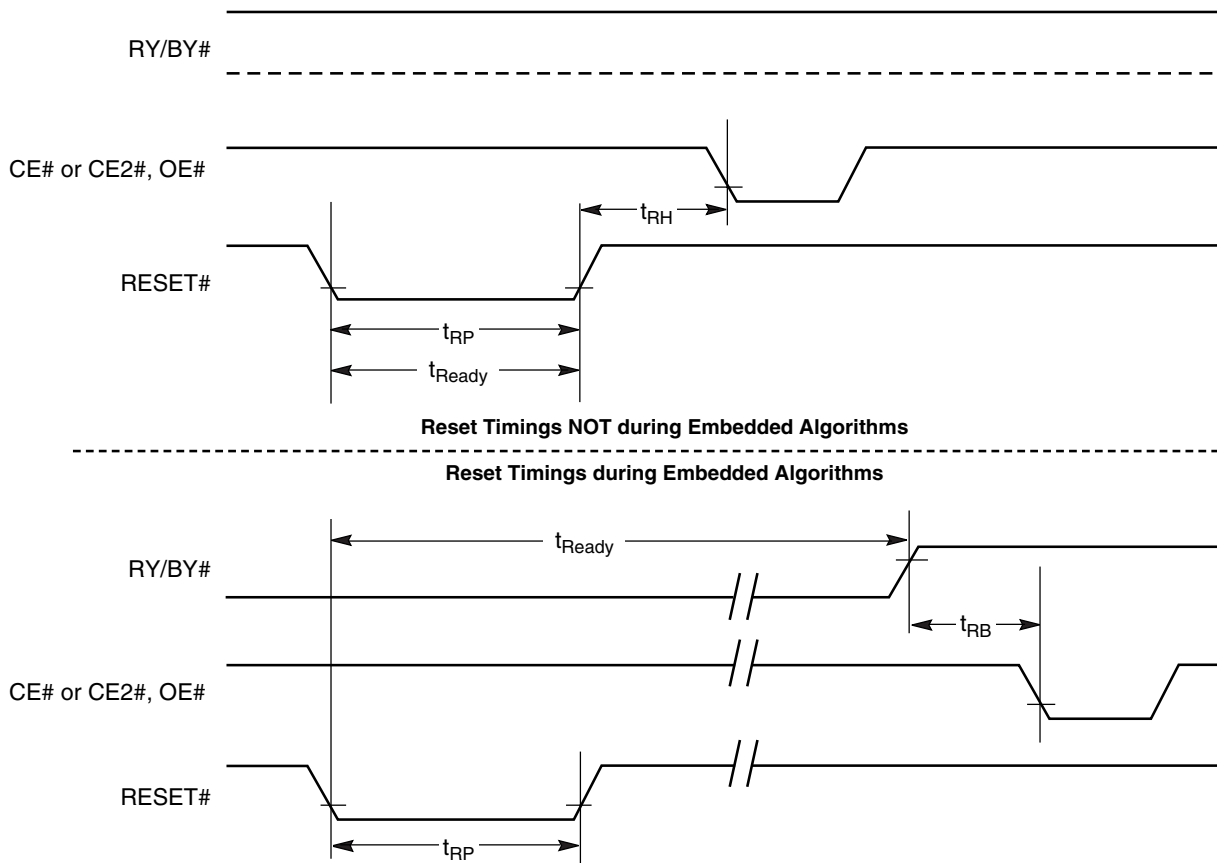 RY/BY#
CE# or CE2#, OE#
tRH
RESET#
tRP
tReady
Reset Timings NOT during Embedded Algorithms
Reset Timings during Embedded Algorithms
tReady
RY/BY#
tRB
CE# or CE2#, OE#
RESET#
tRP